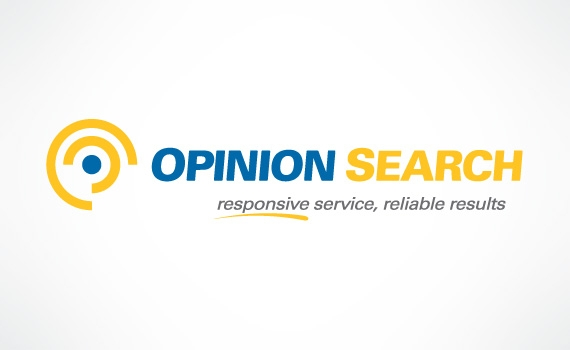 OPINION SEARCH
responsive service, reliable results